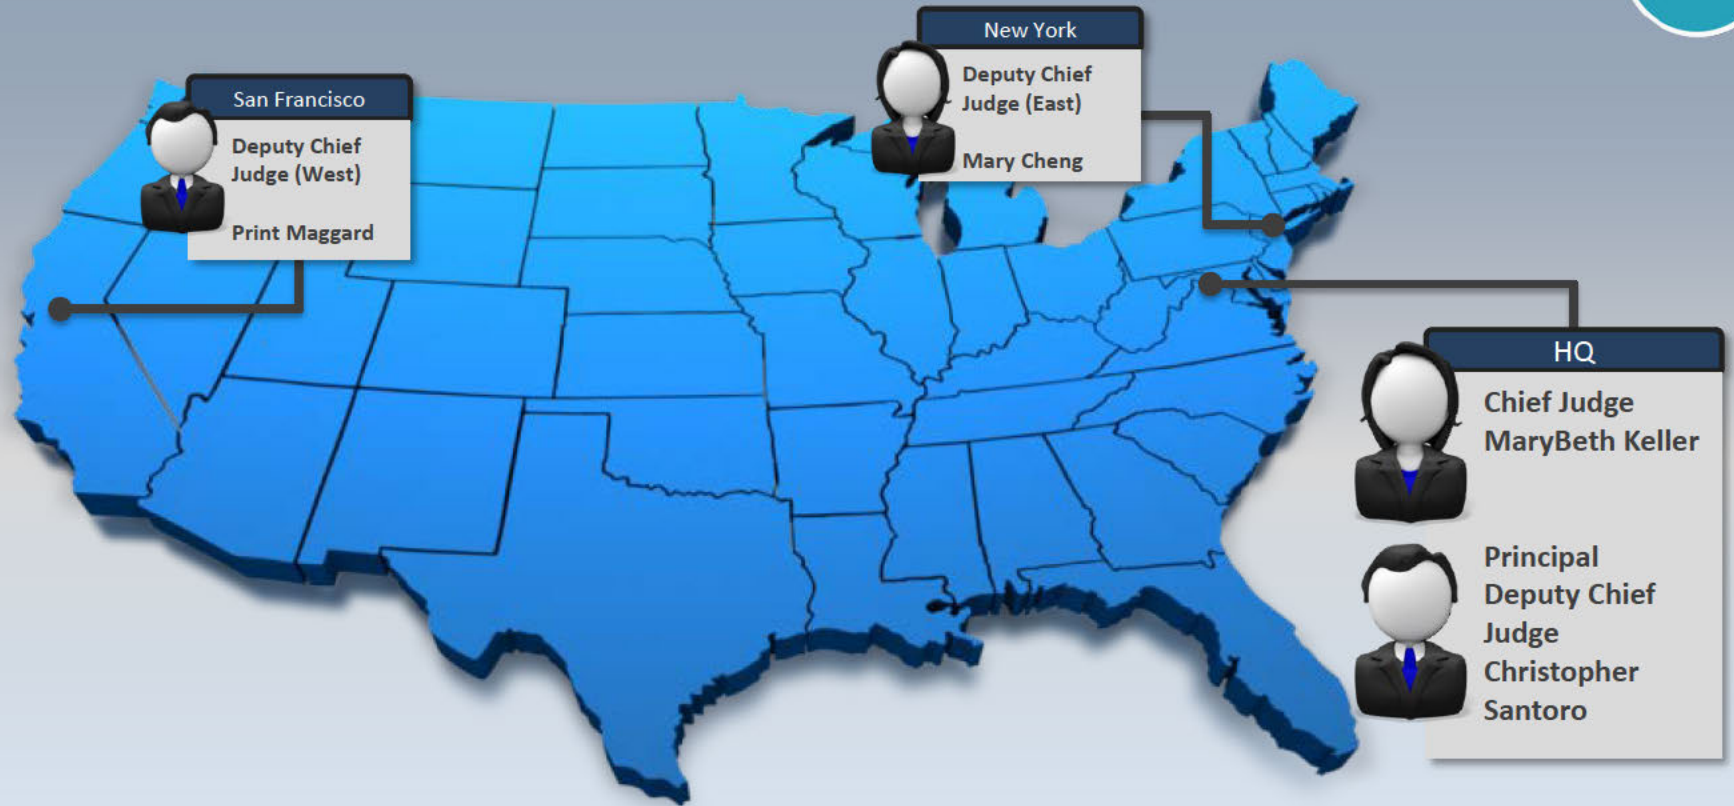 San Francisco
Deputy Chief
Judge (West)
Print Maggard
New York
Deputy Chief
Judge (East)
Mary Cheng
HQ
Chief Judge
MaryBeth Keller
Principal
Deputy Chief
Judge
Christopher
Santoro